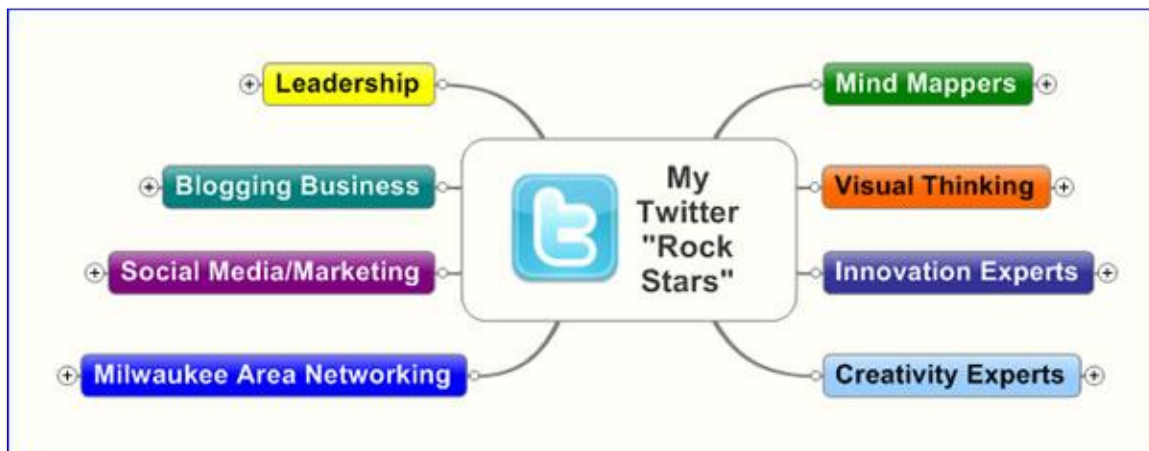 Leadership
Blogging Business
Social Media/Marketing
Milwaukee Area Networking
My
Twitter
"Rock
Stars"
Mind Mappers
Visual Thinking
Innovation Experts
Creativity Experts